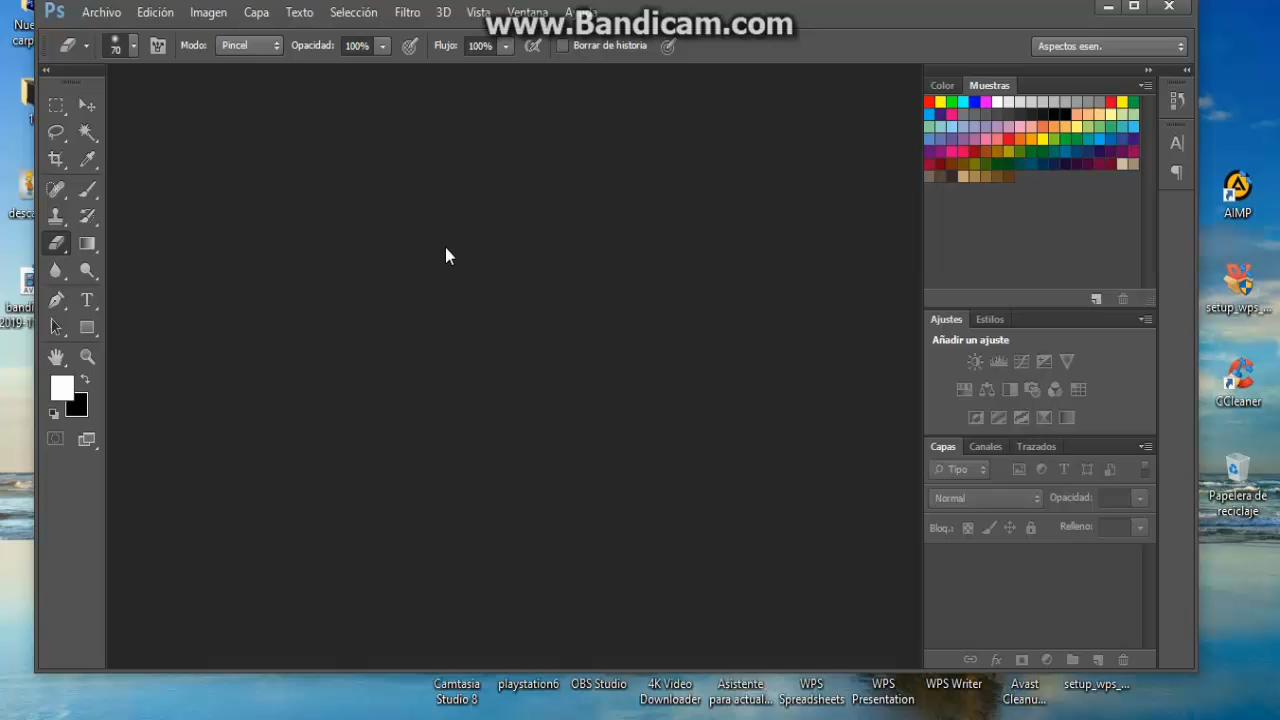 Ps Archivo Edición Imagen Capa Texto Selección Filtro 3D Vista Ventana
www.Bandicam.com
70 Modo: Pincel Opacidad: 100% Flujo: 100% Borrar de historia Aspectos esen.
Color Muestras
Ajustes Estilos
Añadir un ajuste
Capas Canales Trazados
Tipo
Normal Opacidad:
Bloq.: Relleno:
Nue
carp
desca
bandi
2019-1
AIMP
setup_wps_...
CCleaner
Papelera de
reciclaje
Camtasia
Studio 8
playstation6
OBS Studio
4K Video
Downloader
Asistente
para actual...
WPS
Spreadsheets
WPS
Presentation
WPS Writer
Avast
Cleanu...
setup_wps_...